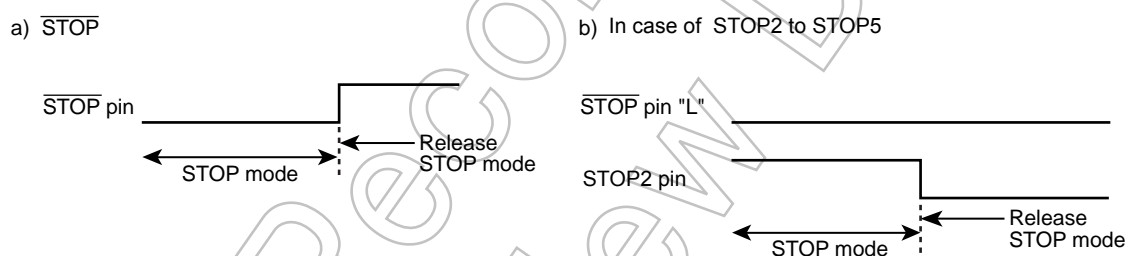 a) STOP
STOP pin
Release
STOP mode
STOP mode
b) In case of STOP2 to STOP5
STOP pin "L"
STOP2 pin
Release
STOP mode
STOP mode